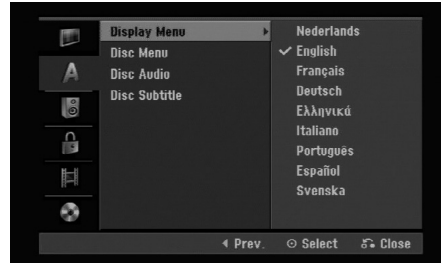 Display Menu
Disc Menu
Disc Audio
Disc Subtitle
Nederlands
English
Français
Deutsch
Ελληνικά
Italiano
Português
Español
Svenska
A
Prev.
Select
Close